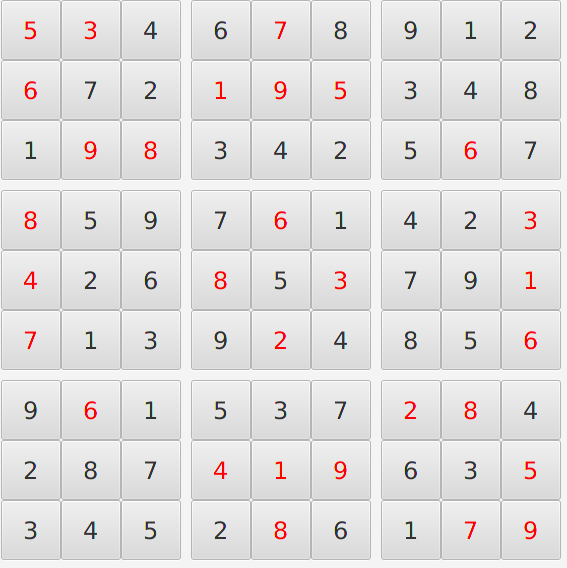 5 3 4 6 7 8 9 1 2
6 7 2 1 9 5 3 4 8
1 9 8 3 4 2 5 6 7
8 5 9 7 6 1 4 2 3
4 2 6 8 5 3 7 9 1
7 1 3 9 2 4 8 5 6
9 6 1 5 3 7 2 8 4
2 8 7 4 1 9 6 3 5
3 4 5 2 8 6 1 7 9